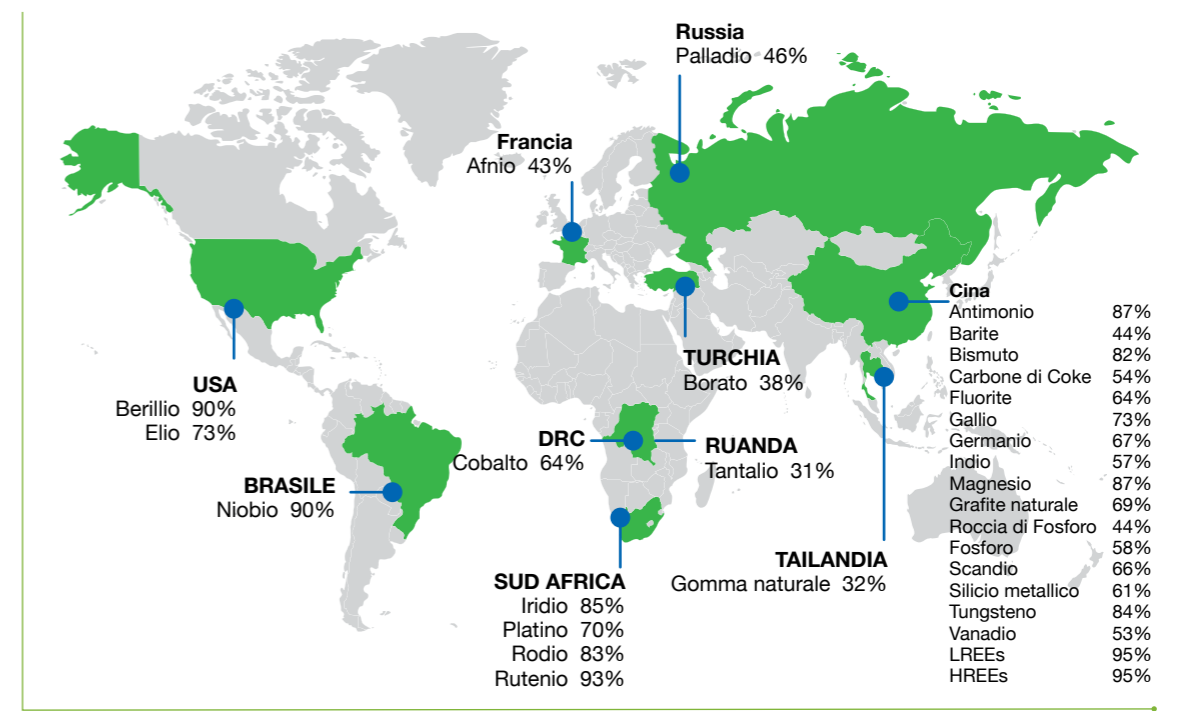 Russia
Palladio 46%
Francia
Afnio 43%
USA
Berillio 90%
Elio 73%
BRASILE
Niobio 90%
TURCHIA
Borato 38%
DRC
Cobalto 64%
RUANDA
Tantalio 31%
SUD AFRICA
Iridio 85%
Platino 70%
Rodio 83%
Rutenio 93%
TAILANDIA
Gomma naturale 32%
Cina
Antimonio 87%
Barite 44%
Bismuto 82%
Carbone di Coke 54%
Fluorite 64%
Gallio 73%
Germanio 67%
Indio 57%
Magnesio 87%
Grafite naturale 69%
Roccia di Fosforo 44%
Fosforo 58%
Scandio 66%
Silicio metallico 61%
Tungsteno 84%
Vanadio 53%
LREEs 95%
HREEs 95%